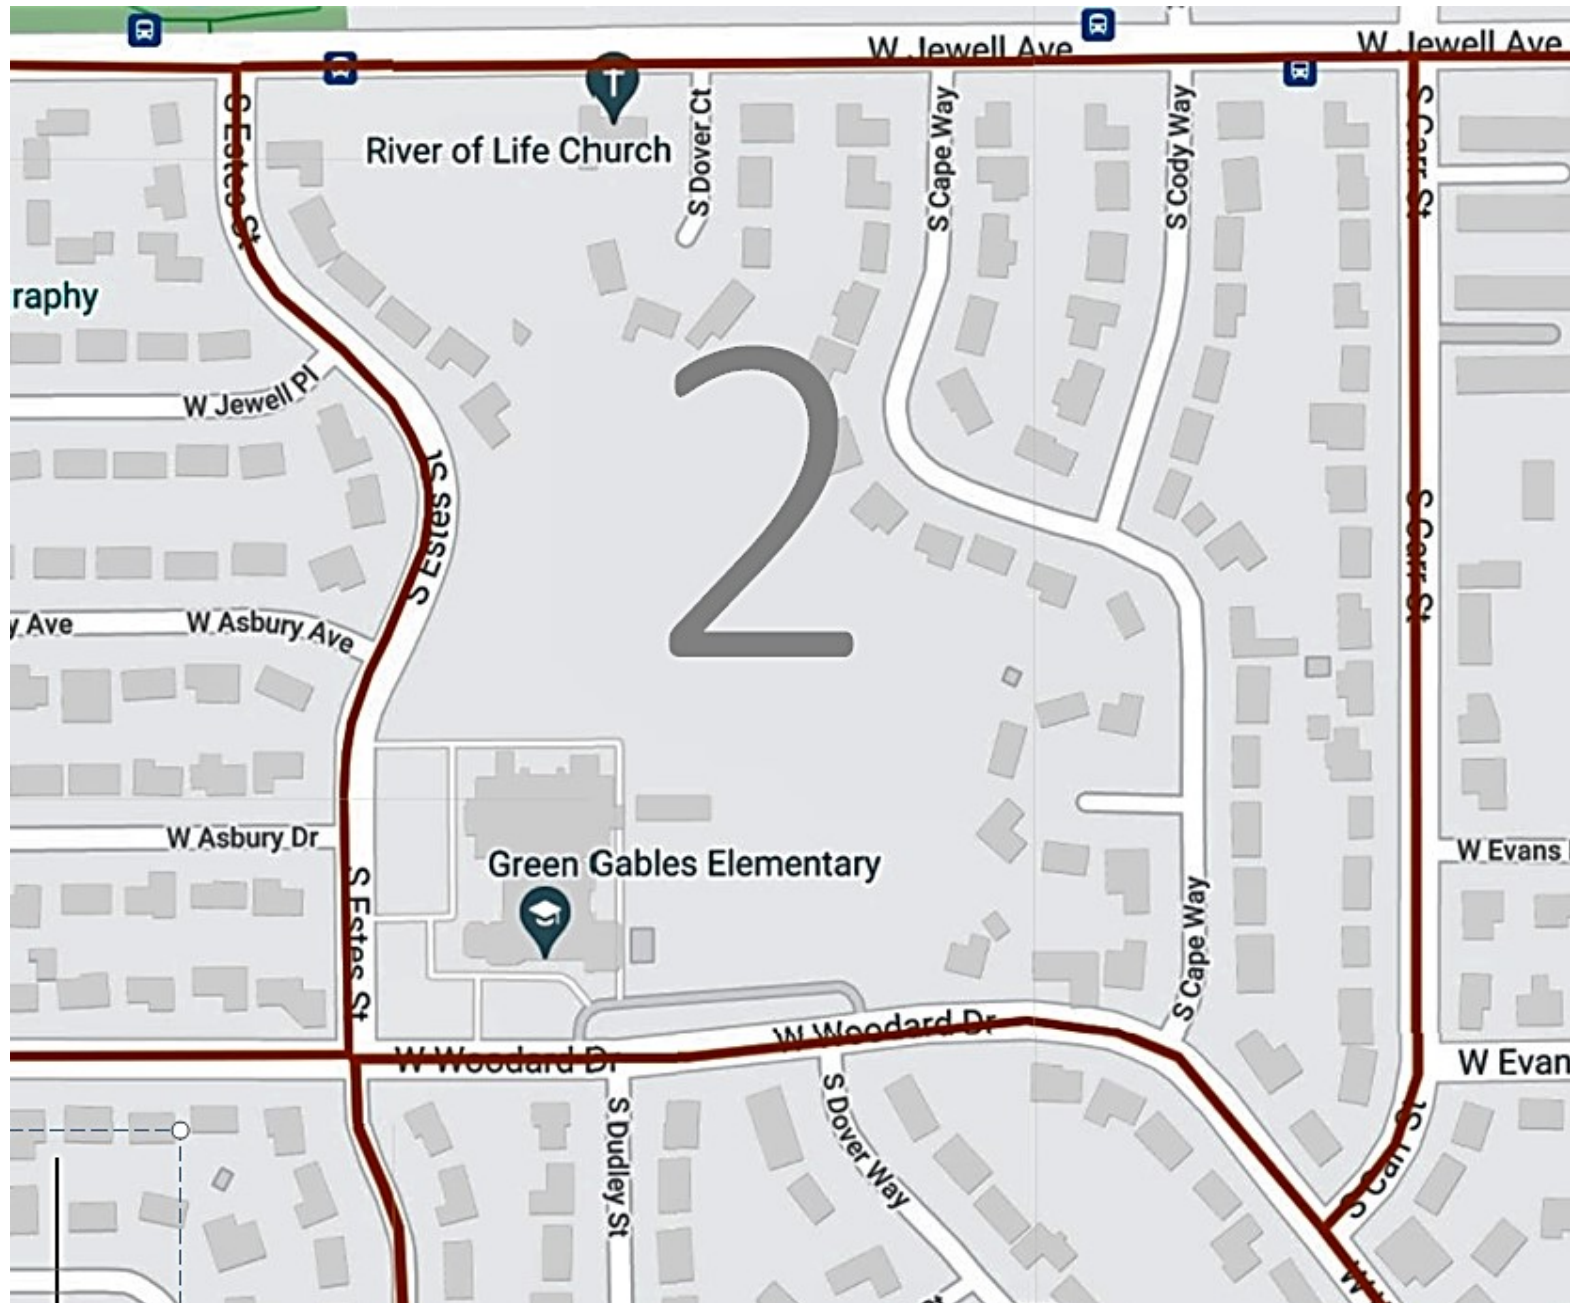 W Jewell Ave
W Jewell Ave
S Estes St
River of Life Church
S Dover Ct
S Cape Way
S Cody Way
S Carr St
raphy
2
W Jewell Pl
S Estes St
S Carr St
y Ave
W Asbury Ave
W Asbury Dr
W Evans
Green Gables Elementary
S Estes St
S Cape Way
W Woodard Dr
W Woodard Dr
W Evan
S Dudley St
S Dover Way
S Carr St
W